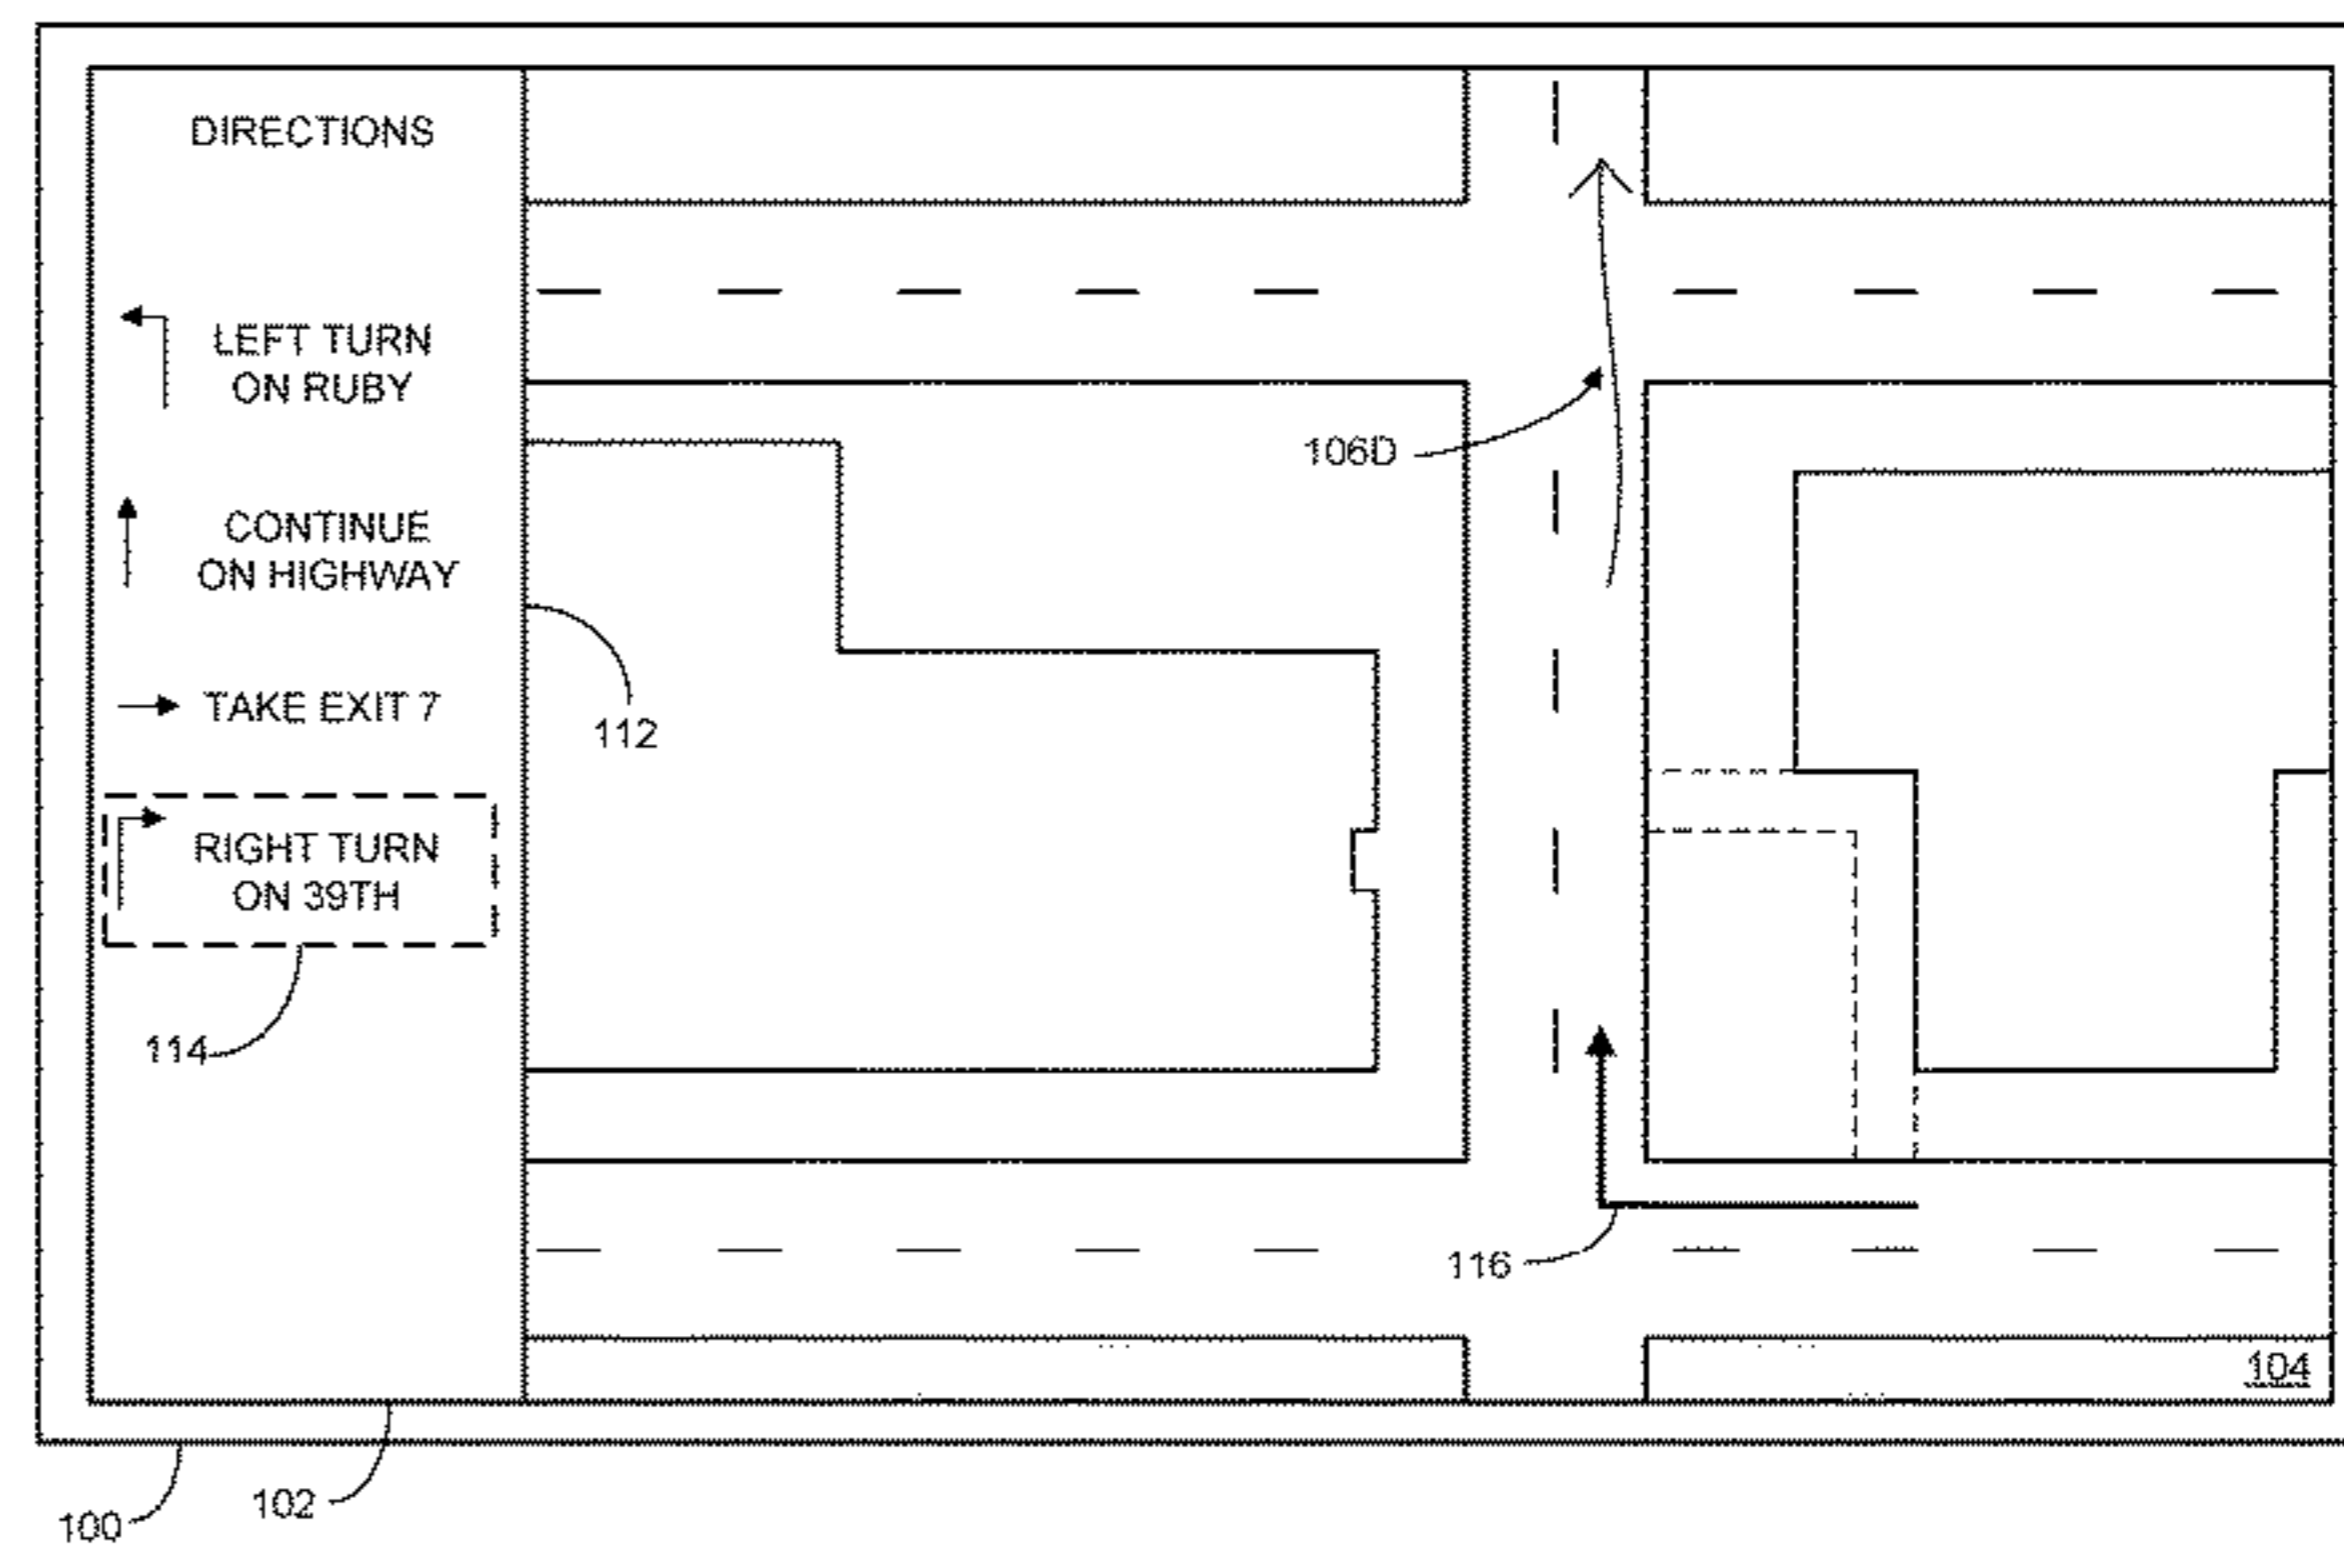 DIRECTIONS
LEFT TURN
ON RUBY
CONTINUE
ON HIGHWAY
TAKE EXIT 7
RIGHT TURN
ON 39TH
114
112
106D
116
104
102
100